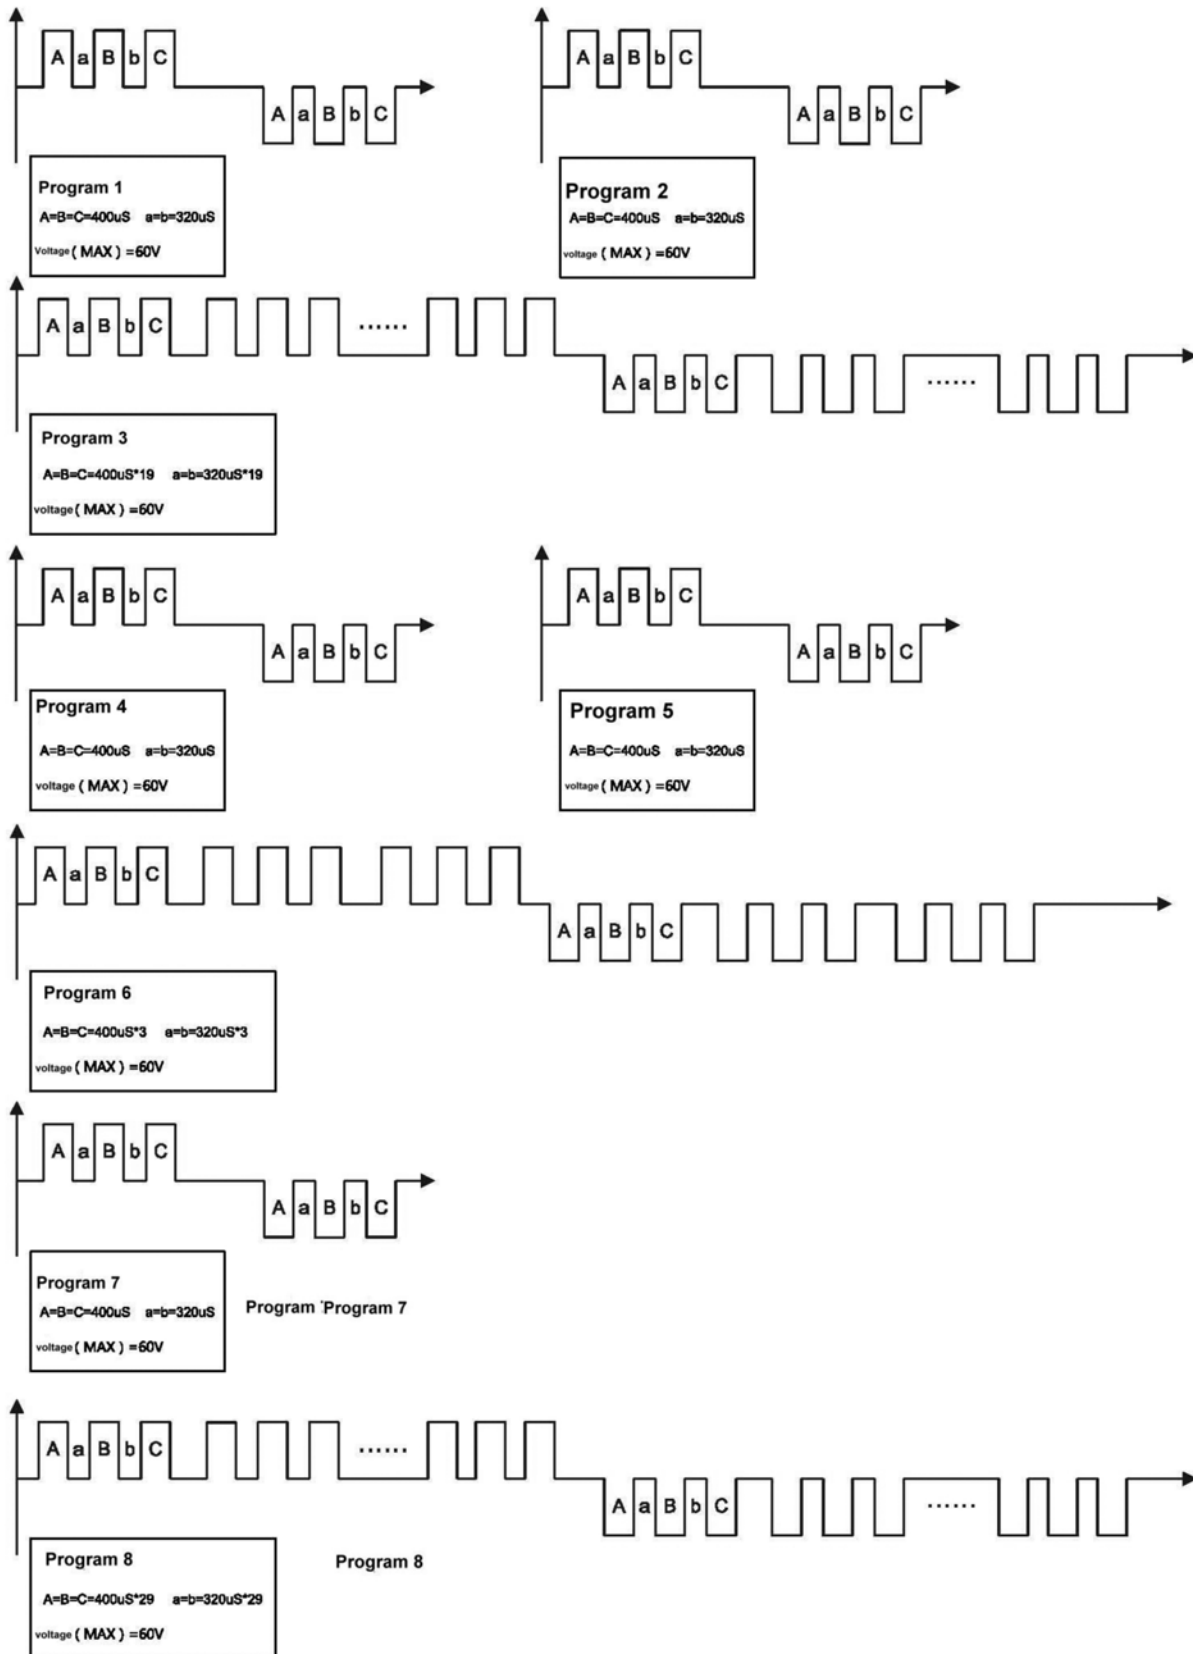 A a B b C
A a B b C
A a B b C
A a B b C
Program 1
A=B=C=400uS a=b=320uS
Voltage ( MAX ) =60V
Program 2
A=B=C=400uS a=b=320uS
voltage ( MAX ) =60V
A a B b C ......
A a B b C ......
Program 3
A=B=C=400uS*19 a=b=320uS*19
voltage ( MAX ) =60V
A a B b C
A a B b C
A a B b C
A a B b C
Program 4
A=B=C=400uS a=b=320uS
voltage ( MAX ) =60V
Program 5
A=B=C=400uS a=b=320uS
voltage ( MAX ) =60V
A a B b C
A a B b C
Program 6
A=B=C=400uS*3 a=b=320uS*3
voltage ( MAX ) =60V
A a B b C
A a B b C
Program 7
A=B=C=400uS a=b=320uS
voltage ( MAX ) =60V
Program Program 7
A a B b C ......
A a B b C ......
Program 8
A=B=C=400uS*29 a=b=320uS*29
voltage ( MAX ) =60V
Program 8